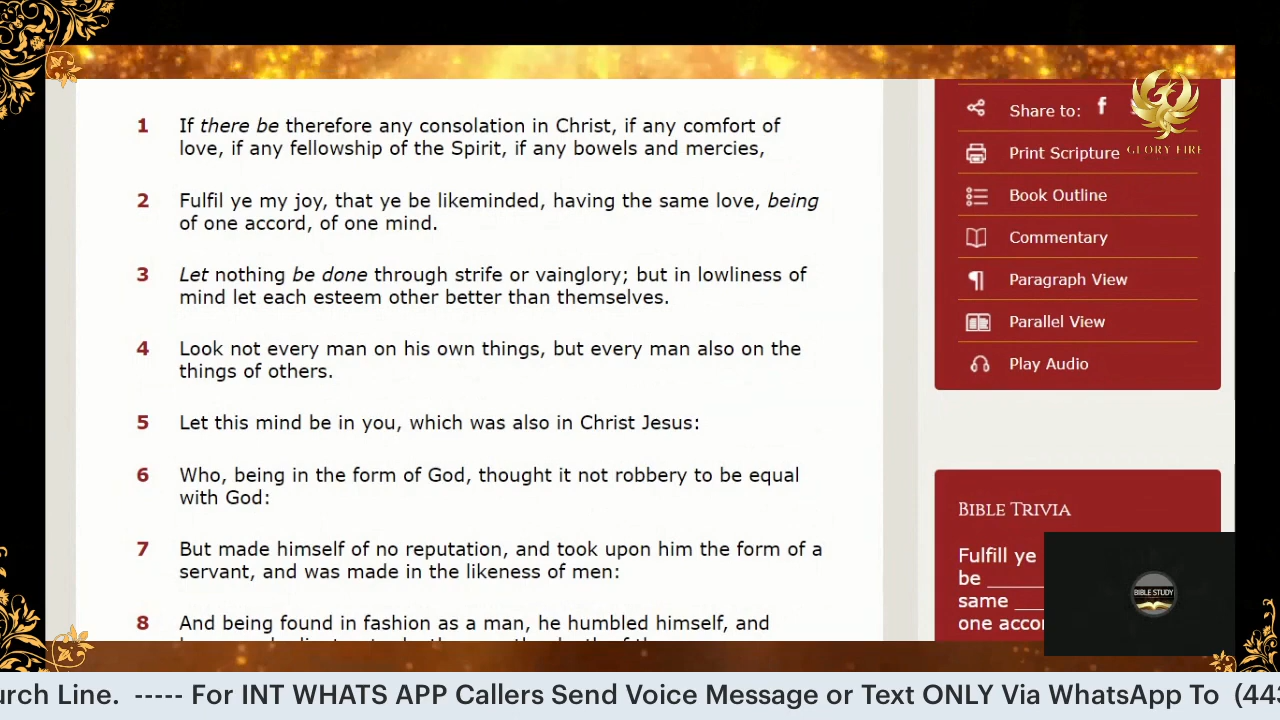 1 If there be therefore any consolation in Christ, if any comfort of
love, if any fellowship of the Spirit, if any bowels and mercies,
2 Fulfil ye my joy, that ye be likeminded, having the same love, being
of one accord, of one mind.
3 Let nothing be done through strife or vainglory; but in lowliness of
mind let each esteem other better than themselves.
4 Look not every man on his own things, but every man also on the
things of others.
5 Let this mind be in you, which was also in Christ Jesus:
6 Who, being in the form of God, thought it not robbery to be equal
with God:
7 But made himself of no reputation, and took upon him the form of a
servant, and was made in the likeness of men:
8 And being found in fashion as a man, he humbled himself, and
Share to:
Print Scripture
Book Outline
Commentary
Paragraph View
Parallel View
Play Audio
GLORY FIRE
BIBLE TRIVIA
Fulfill ye
be ______
same ____
one accor
BIBLE STUDY
urch Line. ----- For INT WHATS APP Callers Send Voice Message or Text ONLY Via WhatsApp To (443